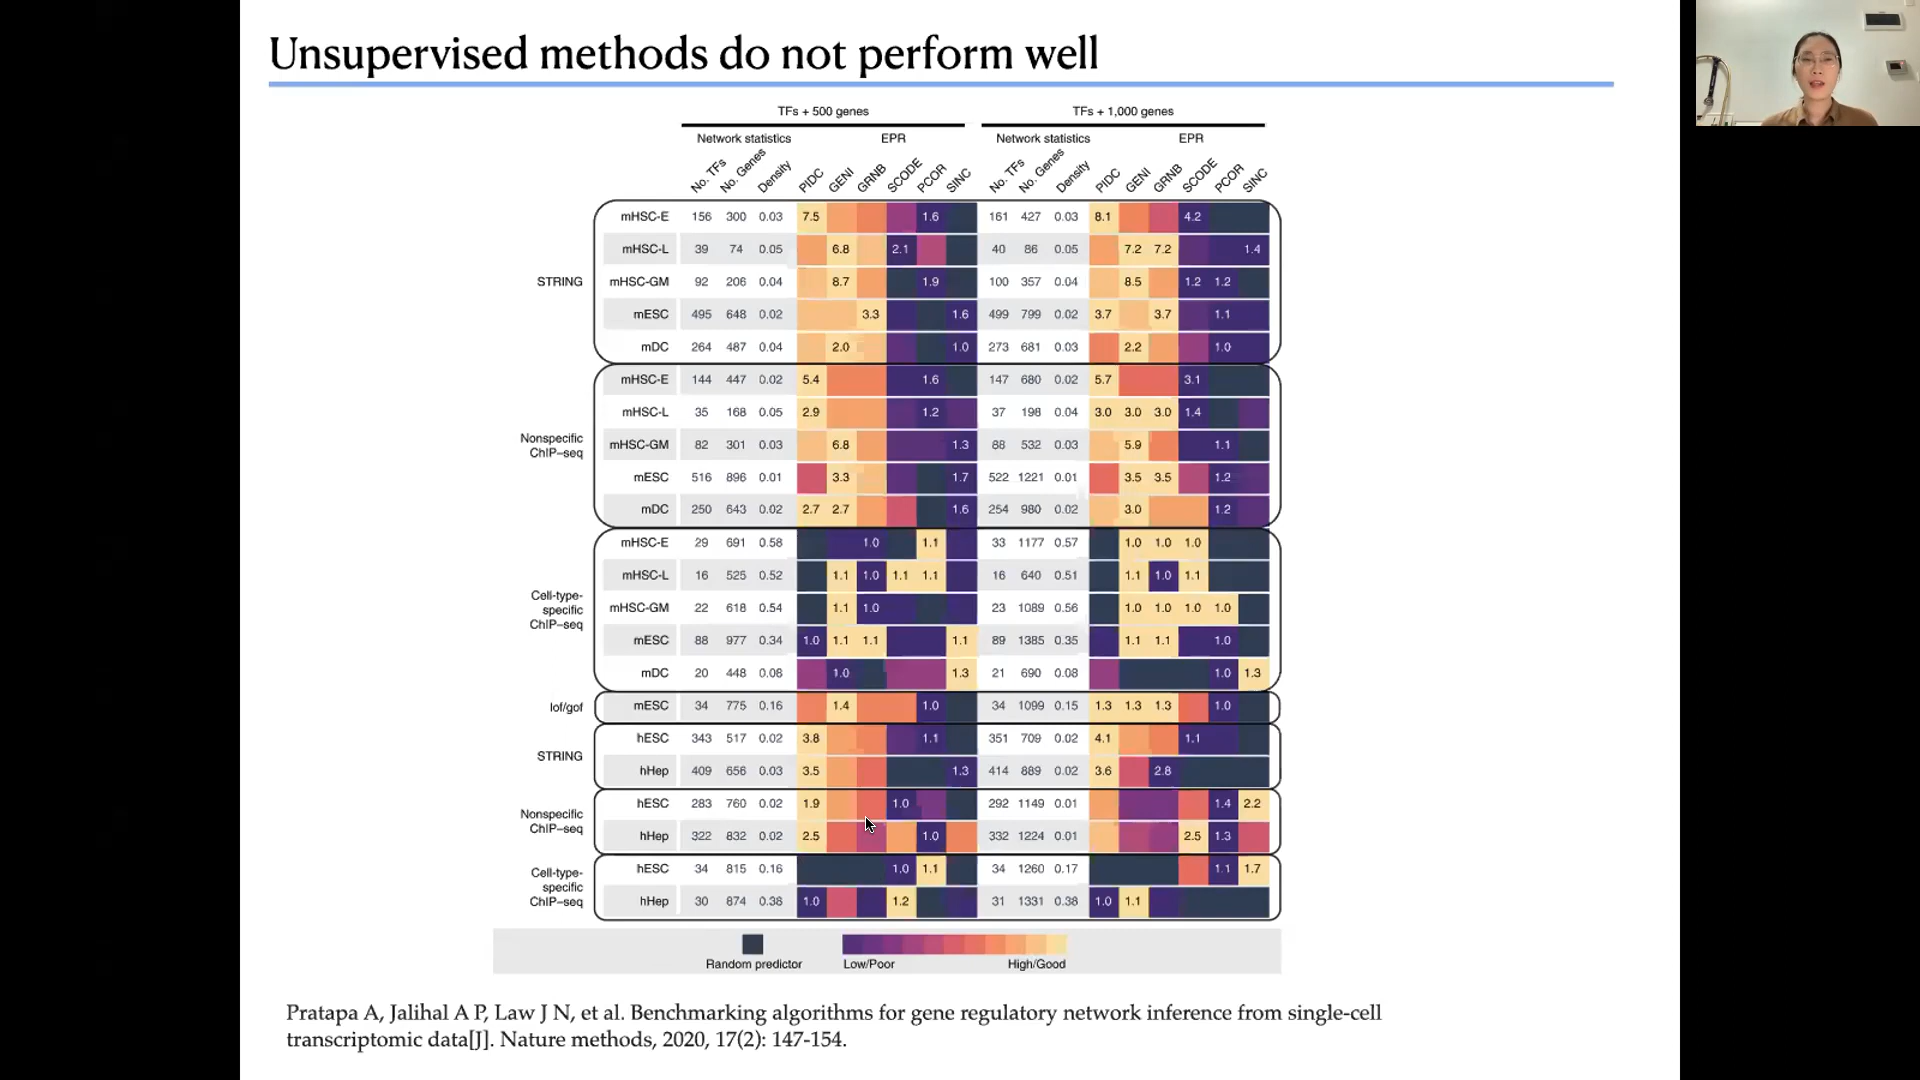 Unsupervised methods do not perform well
TFs + 500 genes TFs + 1,000 genes
Network statistics EPR Network statistics EPR
No. TFs No. Genes Density PIDC GENI GRNB SCODE PCOR SINC No. TFs No. Genes Density PIDC GENI GRNB SCODE PCOR SINC
STRING
mHSC-E 156 300 0.03 7.5 1.6 161 427 0.03 8.1 4.2
mHSC-L 39 74 0.05 6.8 2.1 40 86 0.05 7.2 7.2 1.4
mHSC-GM 92 206 0.04 8.7 1.9 100 357 0.04 8.5 1.2 1.2
mESC 495 648 0.02 3.3 1.6 499 799 0.02 3.7 3.7 1.1
mDC 264 487 0.04 2.0 1.0 273 681 0.03 2.2 1.0
Nonspecific
ChIP–seq
mHSC-E 144 447 0.02 5.4 1.6 147 680 0.02 5.7 3.1
mHSC-L 35 168 0.05 2.9 1.2 37 198 0.04 3.0 3.0 3.0 1.4
mHSC-GM 82 301 0.03 6.8 1.3 88 532 0.03 5.9 1.1
mESC 516 896 0.01 3.3 1.7 522 1221 0.01 3.5 3.5 1.2
mDC 250 643 0.02 2.7 2.7 1.6 254 980 0.02 3.0 1.2
Cell-type-
specific
ChIP–seq
mHSC-E 29 691 0.58 1.0 1.1 33 1177 0.57 1.0 1.0 1.0
mHSC-L 16 525 0.52 1.1 1.0 1.1 1.1 16 640 0.51 1.1 1.0 1.1
mHSC-GM 22 618 0.54 1.1 1.0 23 1089 0.56 1.0 1.0 1.0 1.0
mESC 88 977 0.34 1.0 1.1 1.1 1.1 89 1385 0.35 1.1 1.1 1.0
mDC 20 448 0.08 1.0 1.3 21 690 0.08 1.0 1.3
lof/gof
mESC 34 775 0.16 1.4 1.0 34 1099 0.15 1.3 1.3 1.3 1.0
STRING
hESC 343 517 0.02 3.8 1.1 351 709 0.02 4.1 1.1
hHep 409 656 0.03 3.5 1.3 414 889 0.02 3.6 2.8
Nonspecific
ChIP–seq
hESC 283 760 0.02 1.9 1.0 292 1149 0.01 1.4 2.2
hHep 322 832 0.02 2.5 1.0 332 1224 0.01 2.5 1.3
Cell-type-
specific
ChIP–seq
hESC 34 815 0.16 1.0 1.1 34 1260 0.17 1.1 1.7
hHep 30 874 0.38 1.0 1.2 31 1331 0.38 1.0 1.1
Random predictor Low/Poor High/Good
Pratapa A, Jalihal A P, Law J N, et al. Benchmarking algorithms for gene regulatory network inference from single-cell
transcriptomic data[J]. Nature methods, 2020, 17(2): 147-154.